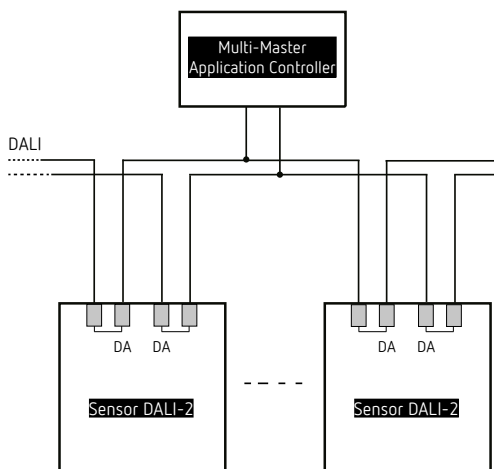 Multi-Master
Application Controller
DALI
DA DA
DA DA
Sensor DALI-2
Sensor DALI-2